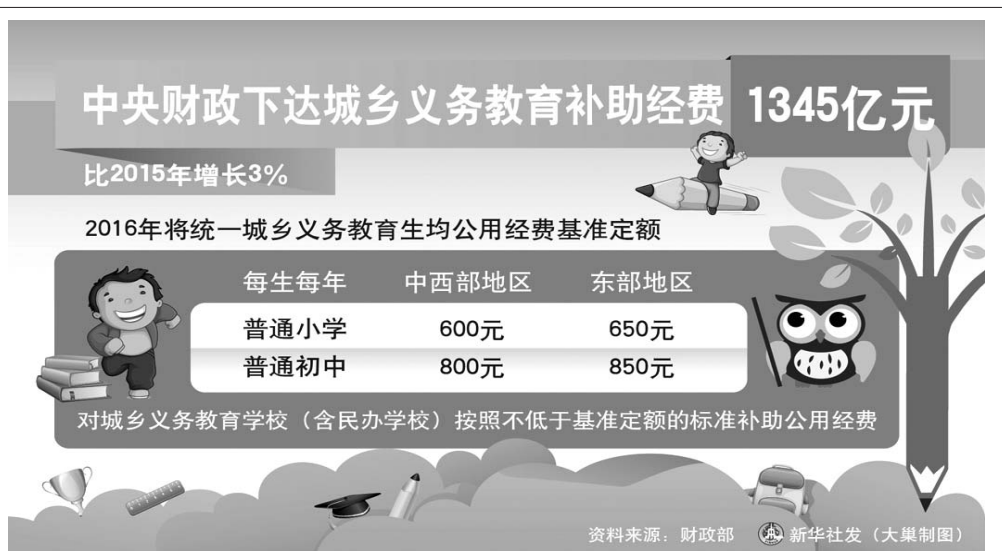 中央财政下达城乡义务教育补助经费 1345亿元
比2015年增长3%
2016年将统一城乡义务教育生均公用经费基准定额
每生每年 中西部地区 东部地区
普通小学 600元 650元
普通初中 800元 850元
对城乡义务教育学校（含民办学校）按照不低于基准定额的标准补助公用经费
资料来源：财政部 新华社发（大巢制图）